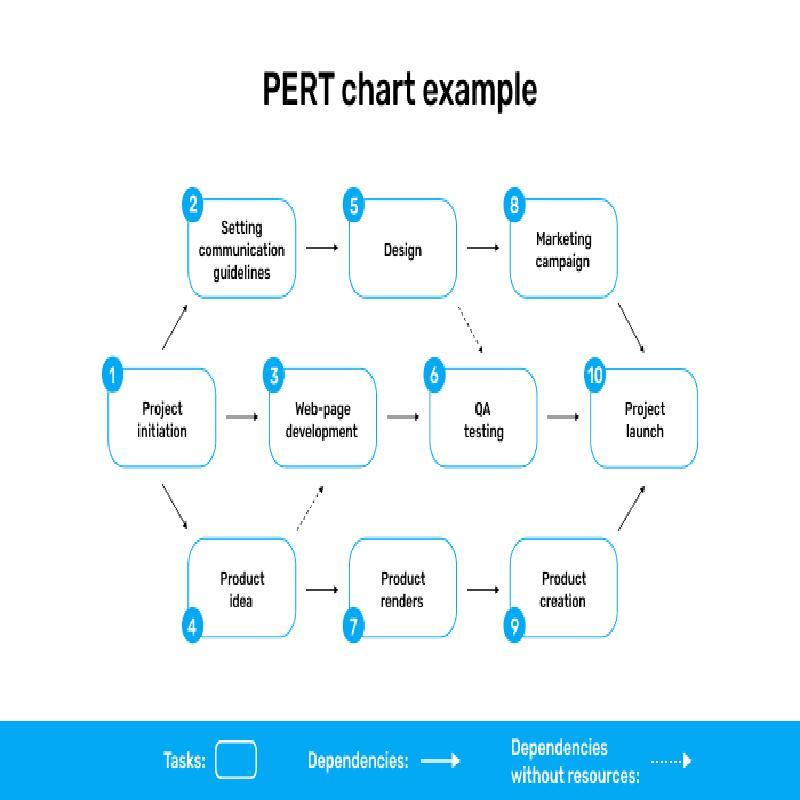 PERT chart example
2
Setting
communication
guidelines
5
Design
8
Marketing
campaign
1
Project
initiation
3
Web-page
development
6
QA
testing
10
Project
launch
Product
idea
4
Product
renders
7
Product
creation
9
Tasks:
Dependencies:
Dependencies
without resources: